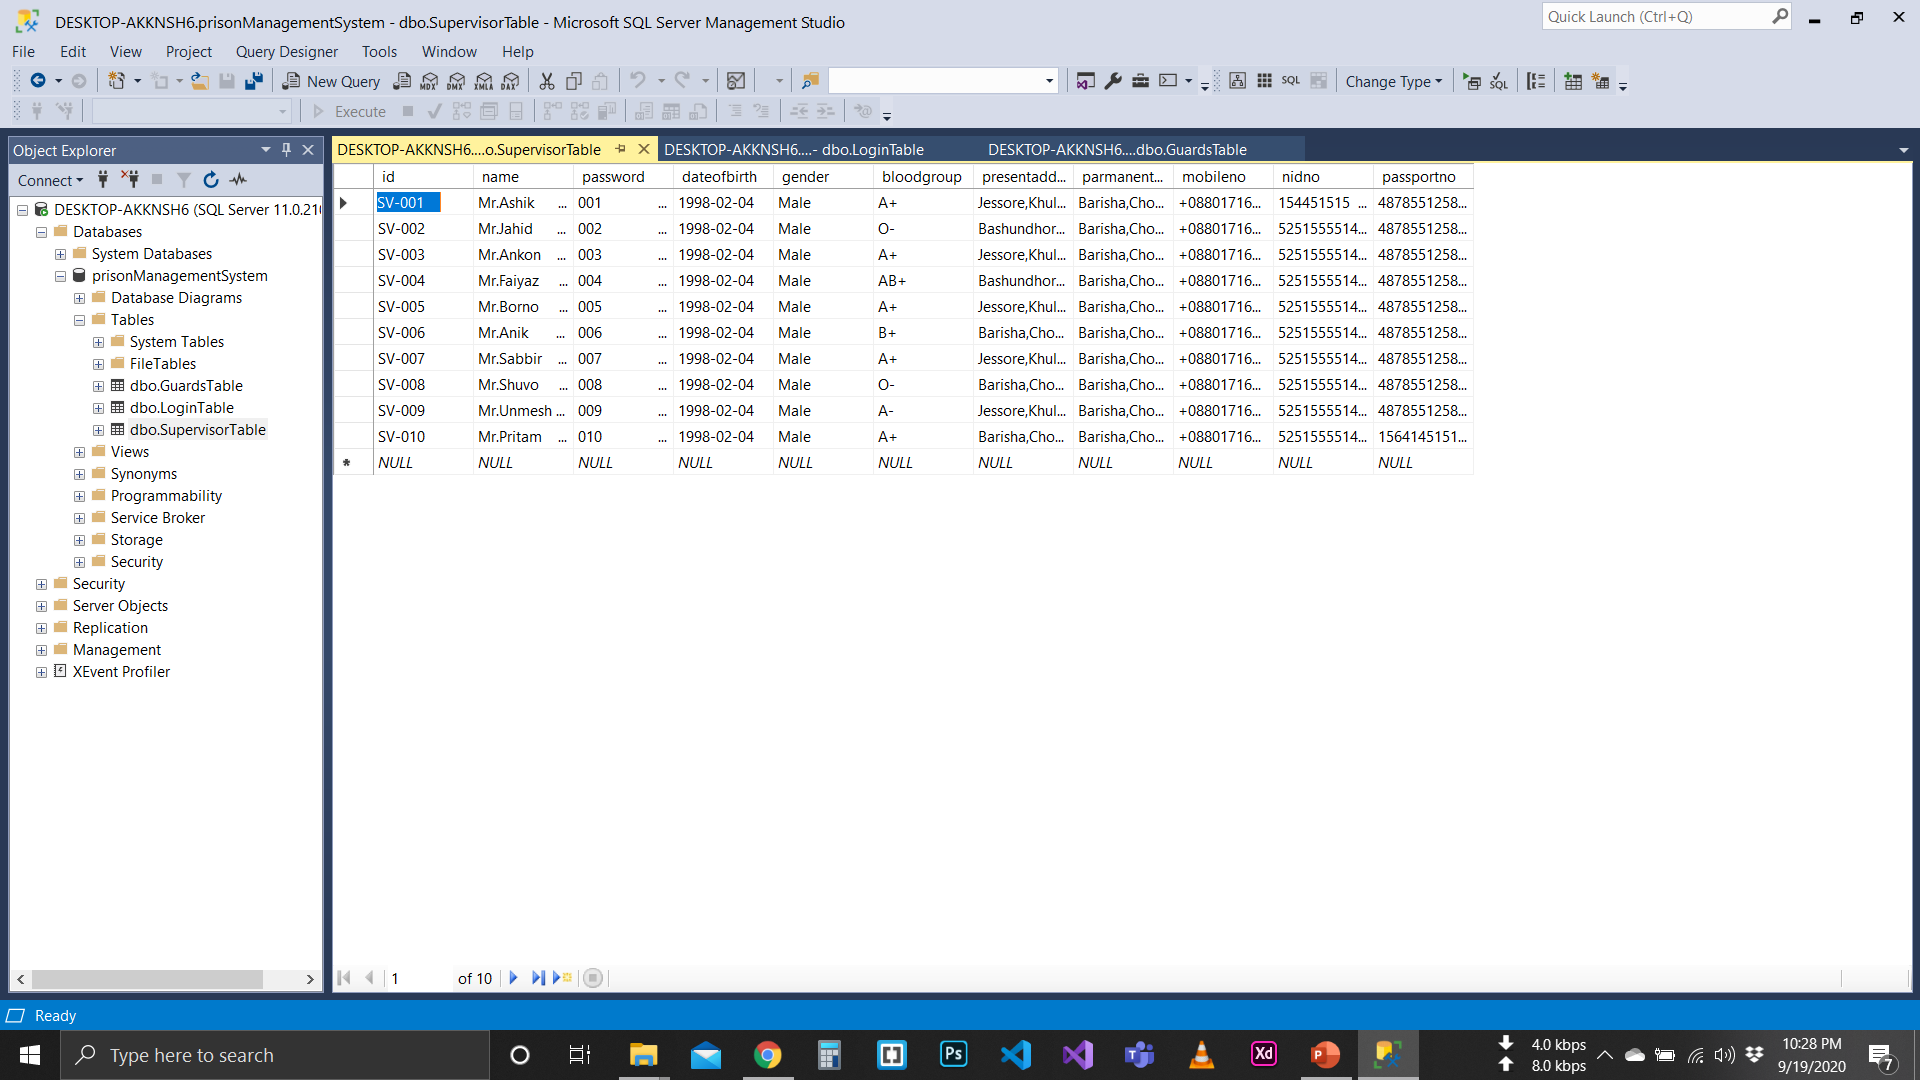 DESKTOP-AKKNSH6.prisonManagementSystem - dbo.SupervisorTable - Microsoft SQL Server Management Studio
Quick Launch (Ctrl+Q)
File Edit View Project Query Designer Tools Window Help
New Query MDX DMX XMLA DAX SQL Change Type SQL
Execute
Object Explorer
Connect
DESKTOP-AKKNSH6 (SQL Server 11.0.210
Databases
System Databases
prisonManagementSystem
Database Diagrams
Tables
System Tables
FileTables
dbo.GuardsTable
dbo.LoginTable
dbo.SupervisorTable
Views
Synonyms
Programmability
Service Broker
Storage
Security
Security
Server Objects
Replication
Management
XEvent Profiler
DESKTOP-AKKNSH6....o.SupervisorTable DESKTOP-AKKNSH6....- dbo.LoginTable DESKTOP-AKKNSH6....dbo.GuardsTable
id name password dateofbirth gender bloodgroup presentadd... parmanent... mobileno nidno passportno
SV-001 Mr.Ashik ... 001 ... 1998-02-04 Male A+ Jessore,Khul... Barisha,Cho... +08801716... 154451515 ... 4878551258...
SV-002 Mr.Jahid ... 002 ... 1998-02-04 Male O- Bashundhor... Barisha,Cho... +08801716... 5251555514... 4878551258...
SV-003 Mr.Ankon ... 003 ... 1998-02-04 Male A+ Jessore,Khul... Barisha,Cho... +08801716... 5251555514... 4878551258...
SV-004 Mr.Faiyaz ... 004 ... 1998-02-04 Male AB+ Bashundhor... Barisha,Cho... +08801716... 5251555514... 4878551258...
SV-005 Mr.Borno ... 005 ... 1998-02-04 Male A+ Jessore,Khul... Barisha,Cho... +08801716... 5251555514... 4878551258...
SV-006 Mr.Anik ... 006 ... 1998-02-04 Male B+ Barisha,Cho... Barisha,Cho... +08801716... 5251555514... 4878551258...
SV-007 Mr.Sabbir ... 007 ... 1998-02-04 Male A+ Jessore,Khul... Barisha,Cho... +08801716... 5251555514... 4878551258...
SV-008 Mr.Shuvo ... 008 ... 1998-02-04 Male O- Barisha,Cho... Barisha,Cho... +08801716... 5251555514... 4878551258...
SV-009 Mr.Unmesh ... 009 ... 1998-02-04 Male A- Jessore,Khul... Barisha,Cho... +08801716... 5251555514... 4878551258...
SV-010 Mr.Pritam ... 010 ... 1998-02-04 Male A+ Barisha,Cho... Barisha,Cho... +08801716... 5251555514... 1564145151...
NULL NULL NULL NULL NULL NULL NULL NULL NULL NULL NULL
1 of 10
Ready
Type here to search
Ps
Xd
4.0 kbps
8.0 kbps
10:28 PM
9/19/2020
7